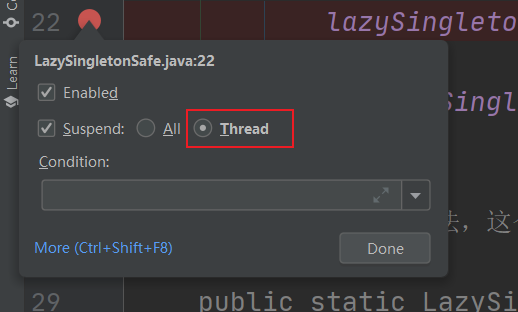 22 lazySingleto
LazySingletonSafe.java:22
Learn
Enabled
Suspend: All Thread
Singl
Condition:
法，这
More (Ctrl+Shift+F8) Done
29 public static LazySi